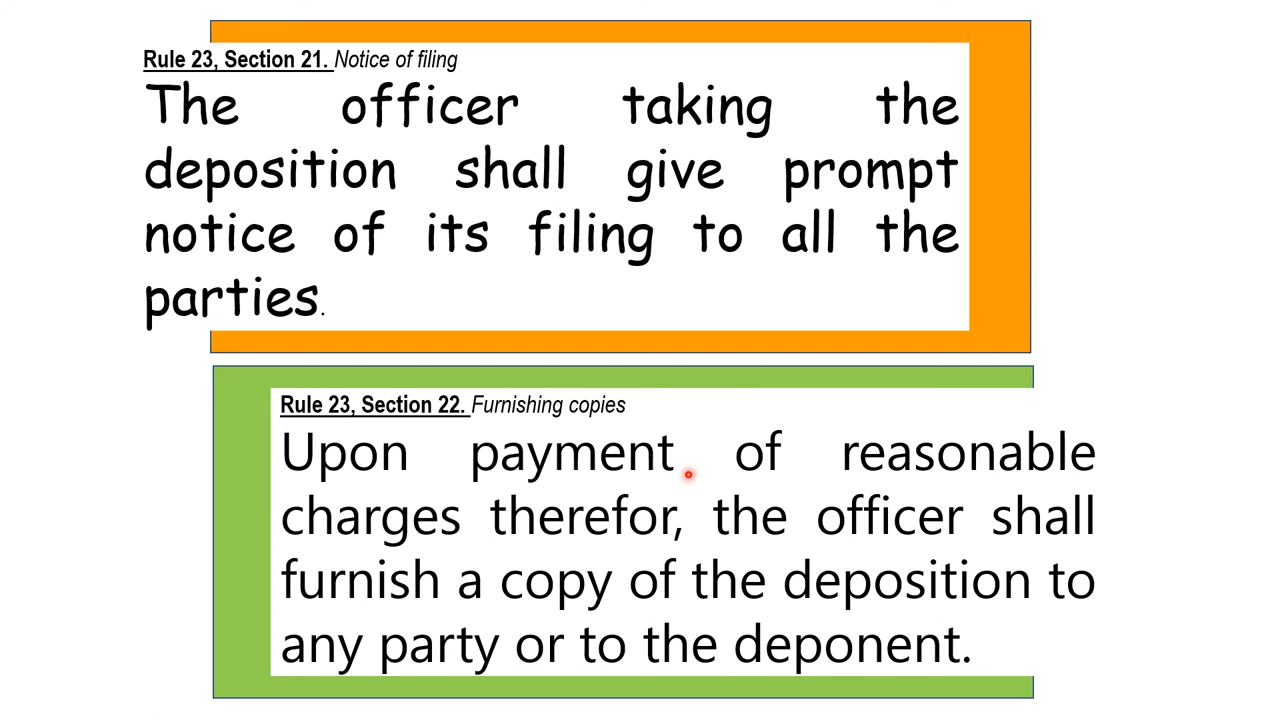 Rule 23, Section 21. Notice of filing
The officer taking the
deposition shall give prompt
notice of its filing to all the
parties.
Rule 23, Section 22. Furnishing copies
Upon payment of reasonable
charges therefor, the officer shall
furnish a copy of the deposition to
any party or to the deponent.